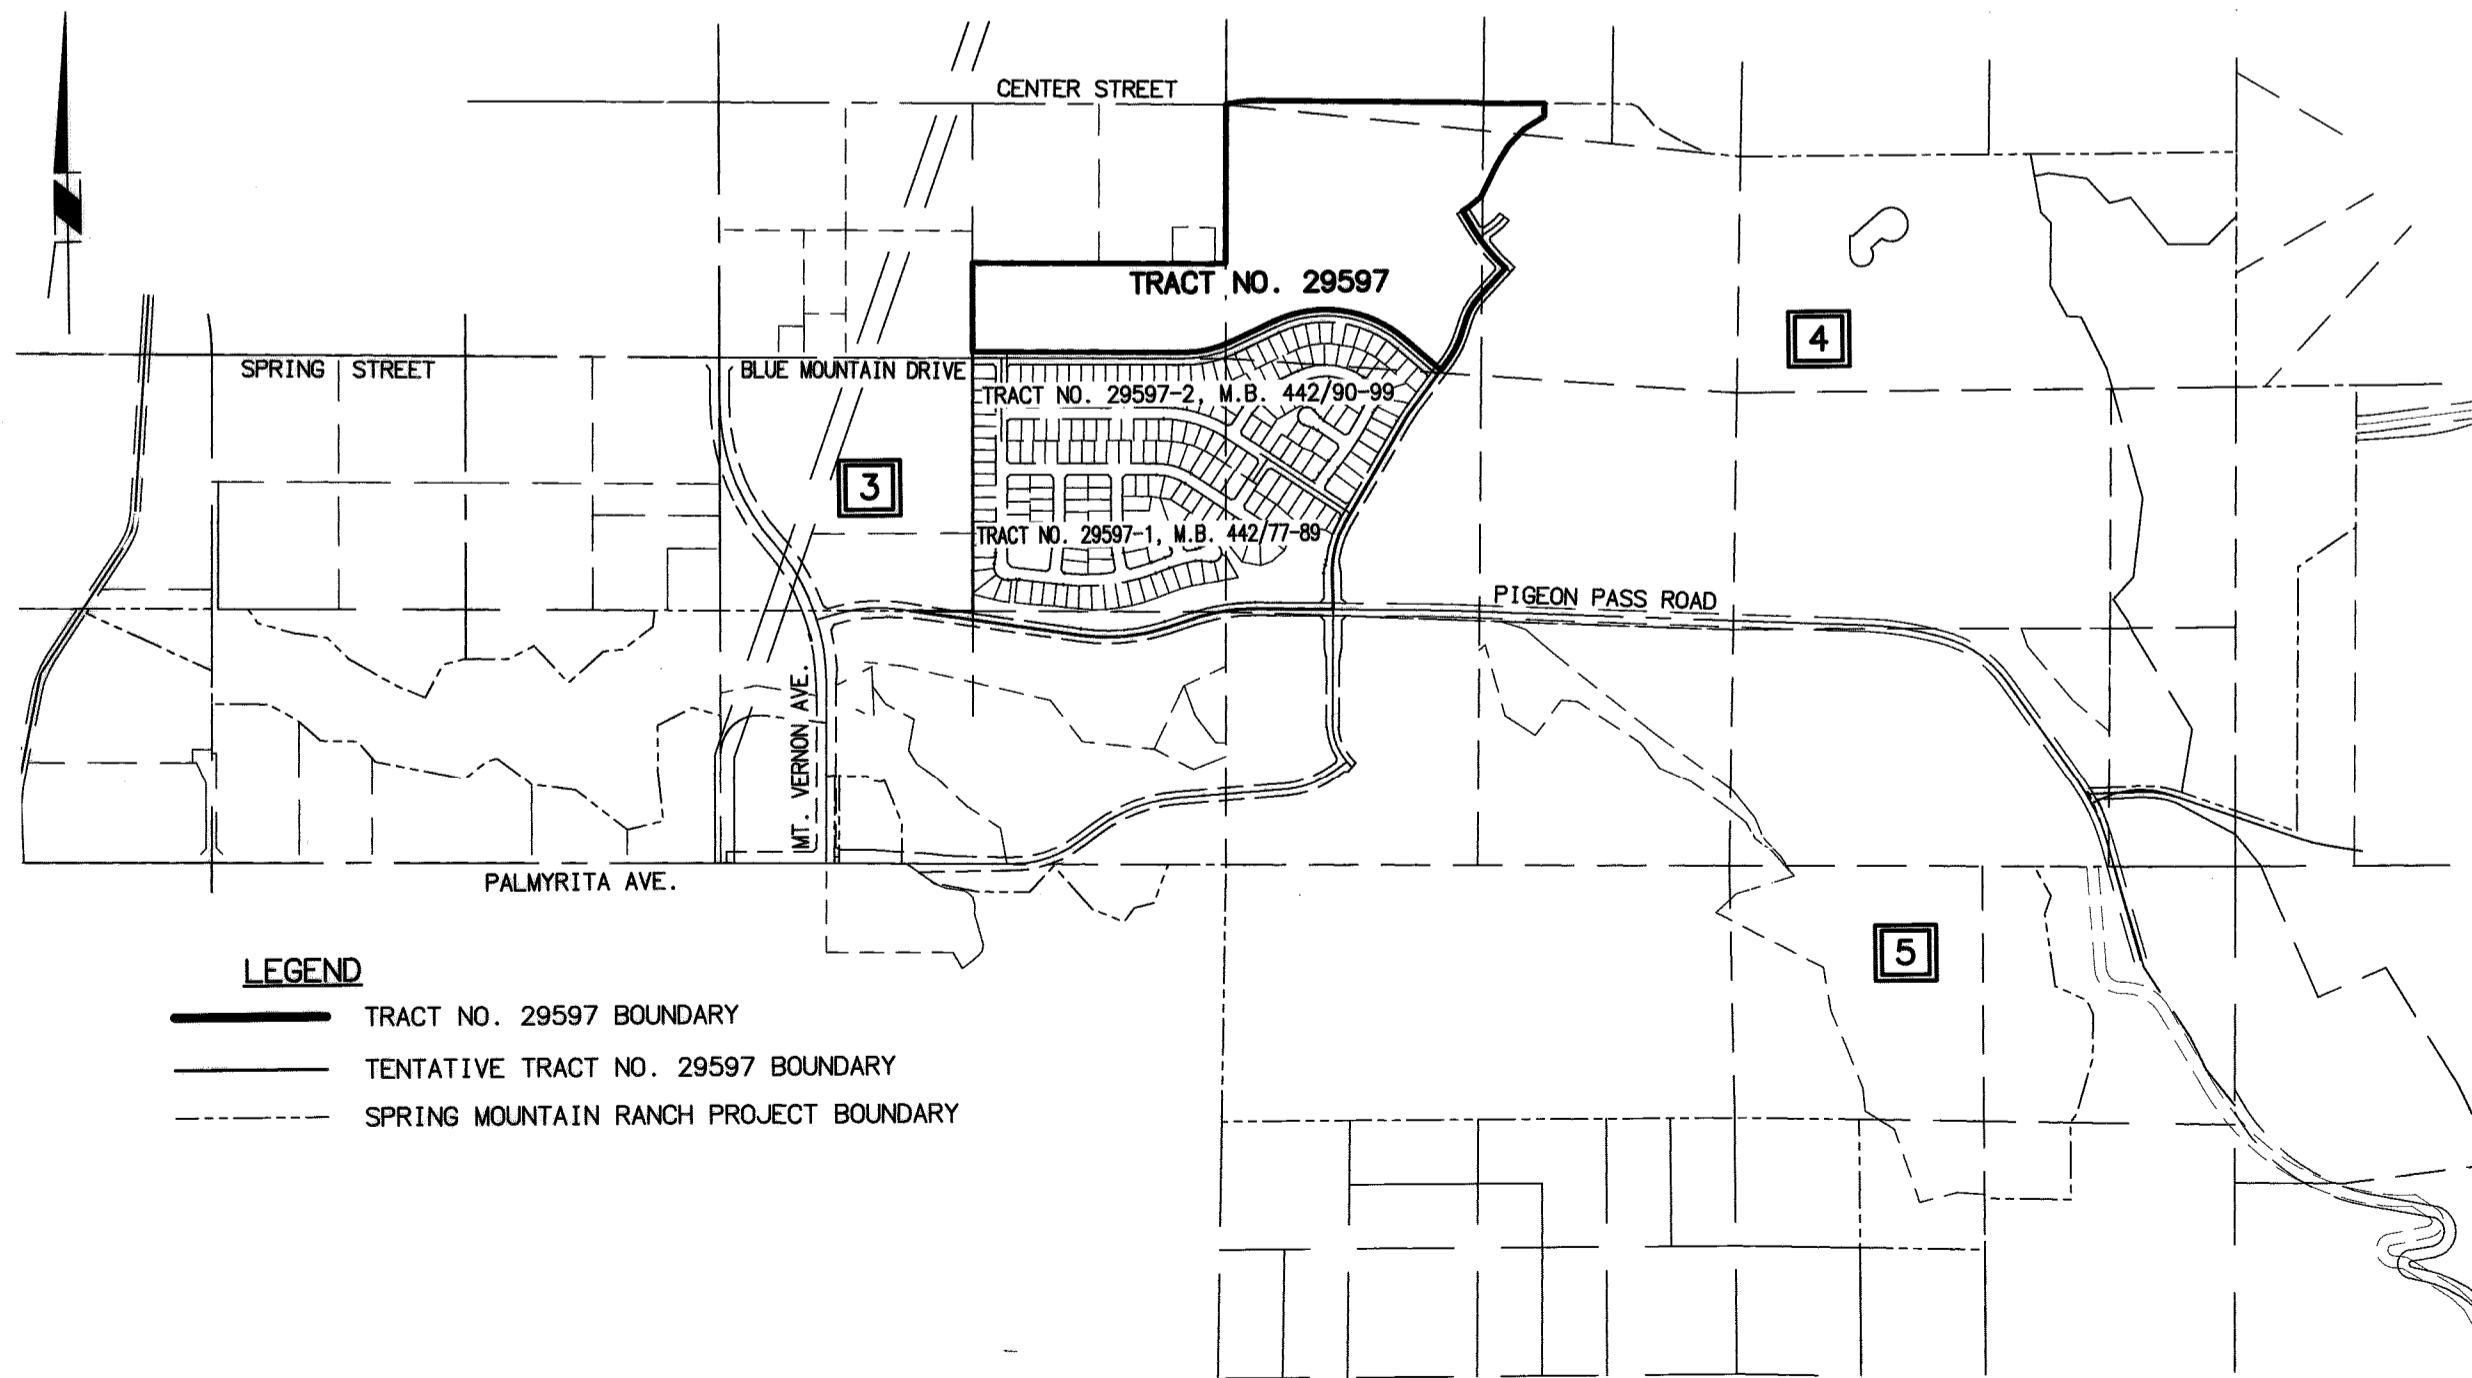 CENTER STREET
TRACT NO. 29597
4
SPRING STREET
BLUE MOUNTAIN DRIVE
TRACT NO. 29597-2, M.B. 442/90-99
3
TRACT NO. 29597-1, M.B. 442/77-89
PIGEON PASS ROAD
MT. VERNON AVE.
PALMYRITA AVE.
5
LEGEND
TRACT NO. 29597 BOUNDARY
TENTATIVE TRACT NO. 29597 BOUNDARY
SPRING MOUNTAIN RANCH PROJECT BOUNDARY